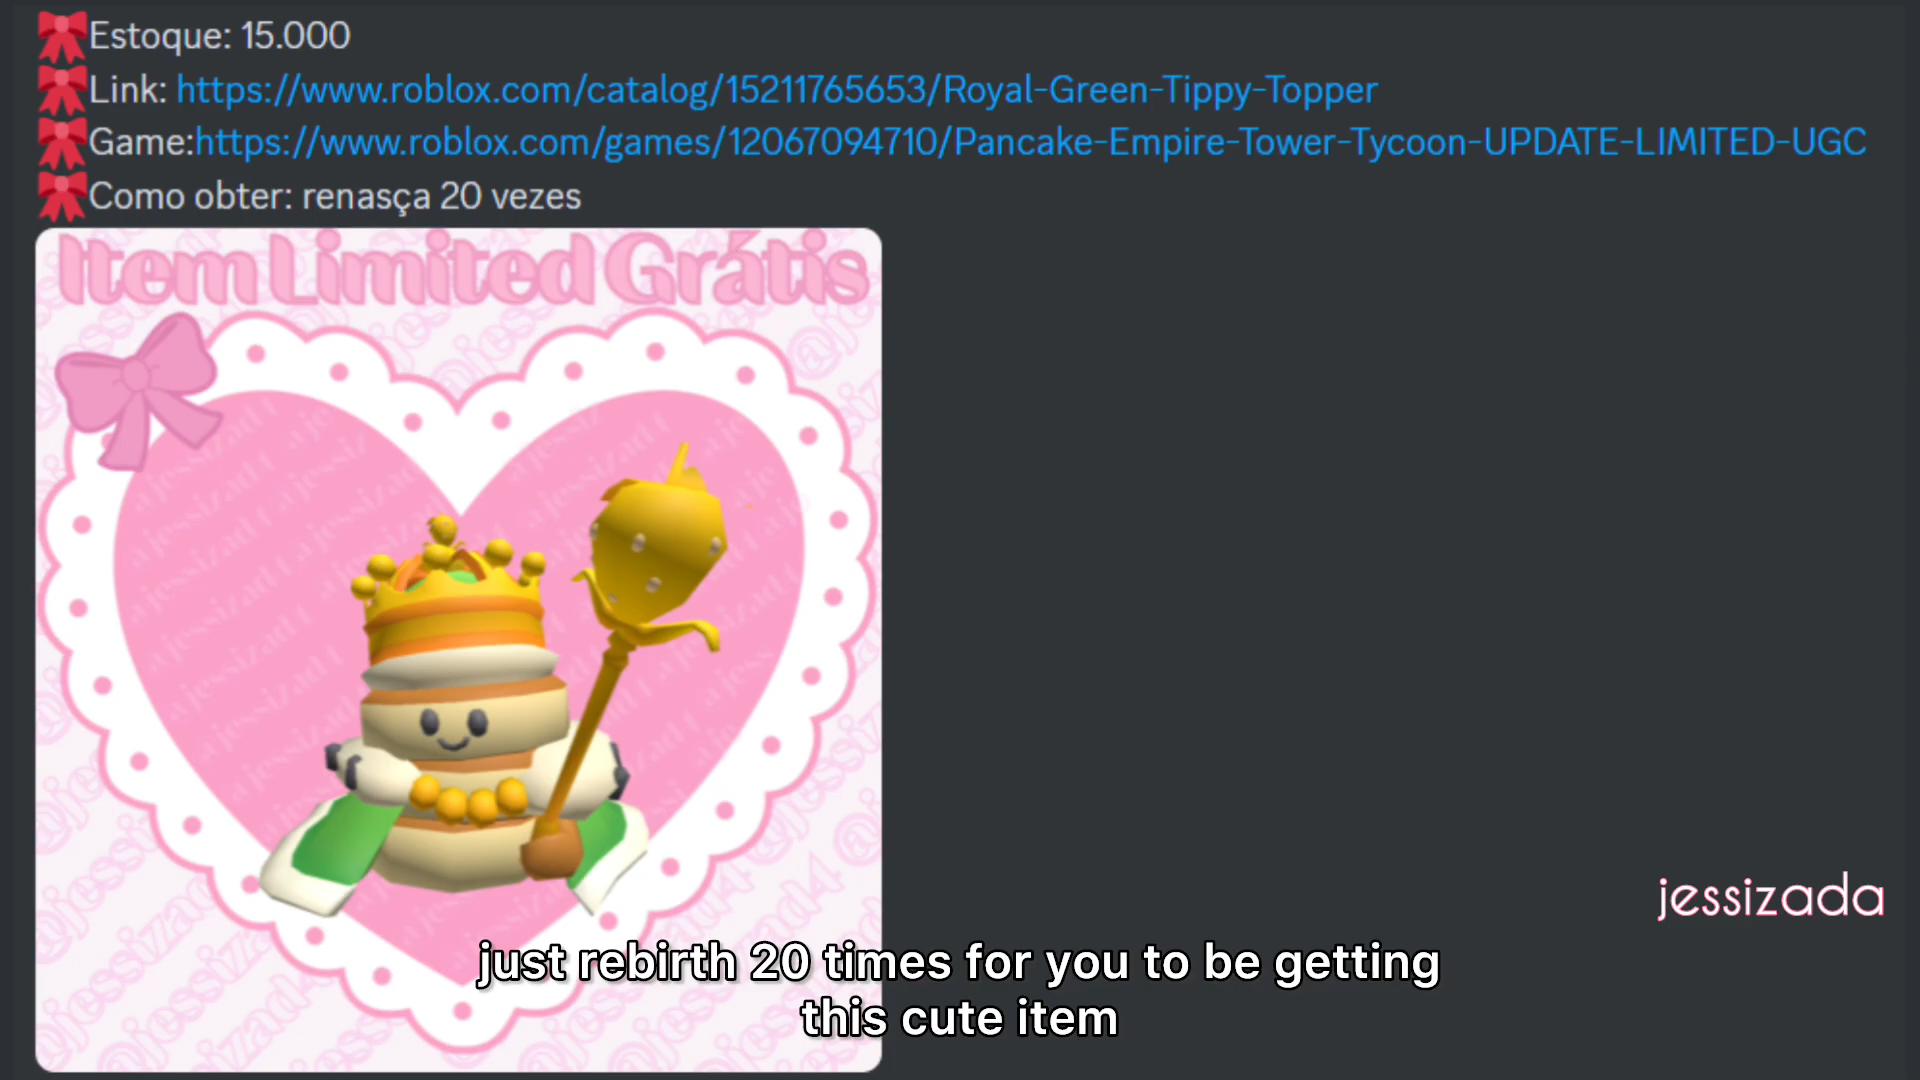 Estoque: 15.000
Link: https://www.roblox.com/catalog/15211765653/Royal-Green-Tippy-Topper
Game:https://www.roblox.com/games/12067094710/Pancake-Empire-Tower-Tycoon-UPDATE-LIMITED-UGC
Como obter: renasça 20 vezes
Item Limited Grátis
jessizada
just rebirth 20 times for you to be getting
this cute item